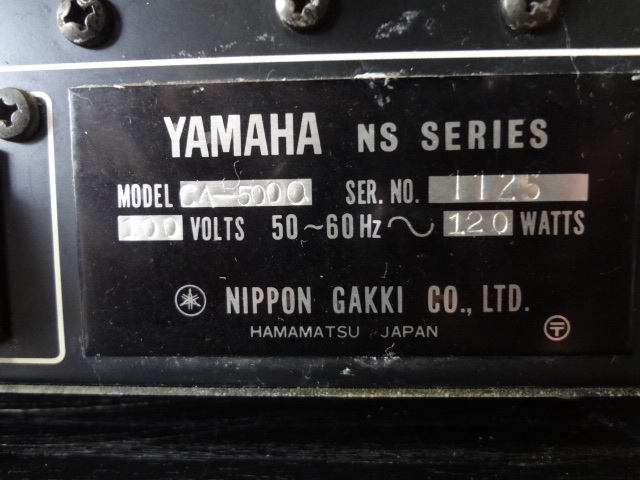 YAMAHA NS SERIES
MODEL CA-5000 SER. NO. 1125
100 VOLTS 50~60Hz ~ 120 WATTS
NIPPON GAKKI CO., LTD.
HAMAMATSU JAPAN